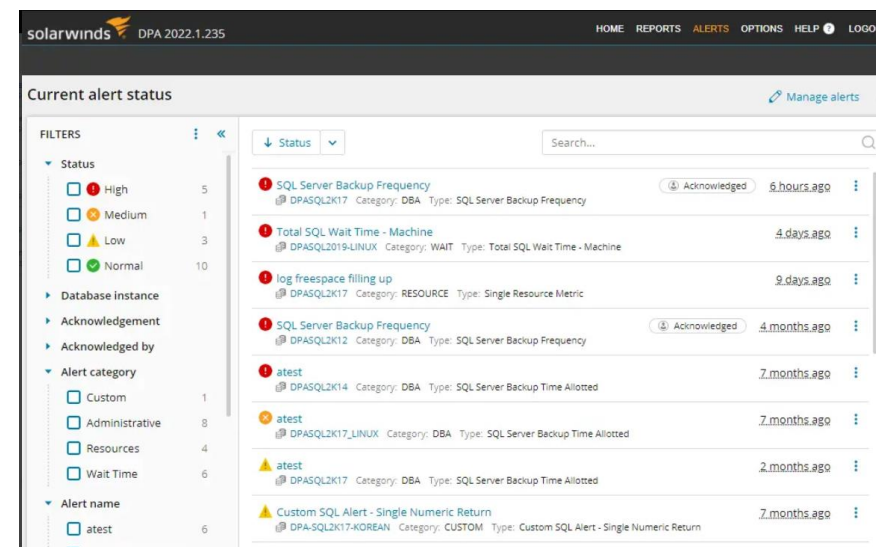 solarwinds DPA 2022.1.235
HOME REPORTS ALERTS OPTIONS HELP ? LOGO
Current alert status
Manage alerts
FILTERS
Status
High 5
Medium 1
Low 3
Normal 10
Database instance
Acknowledgement
Acknowledged by
Alert category
Custom 1
Administrative 8
Resources 4
Wait Time 6
Alert name
atest 6
Status
Search...
SQL Server Backup Frequency Acknowledged 6 hours ago
DPASQL2K17 Category: DBA Type: SQL Server Backup Frequency
Total SQL Wait Time - Machine 4 days ago
DPASQL2019-LINUX Category: WAIT Type: Total SQL Wait Time - Machine
log freespace filling up 9 days ago
DPASQL2K17 Category: RESOURCE Type: Single Resource Metric
SQL Server Backup Frequency Acknowledged 4 months ago
DPASQL2K12 Category: DBA Type: SQL Server Backup Frequency
atest 7 months ago
DPASQL2K14 Category: DBA Type: SQL Server Backup Time Allotted
atest 7 months ago
DPASQL2K17_LINUX Category: DBA Type: SQL Server Backup Time Allotted
atest 2 months ago
DPASQL2K17 Category: DBA Type: SQL Server Backup Time Allotted
Custom SQL Alert - Single Numeric Return 7 months ago
DPA-SQL2K17-KOREAN Category: CUSTOM Type: Custom SQL Alert - Single Numeric Return